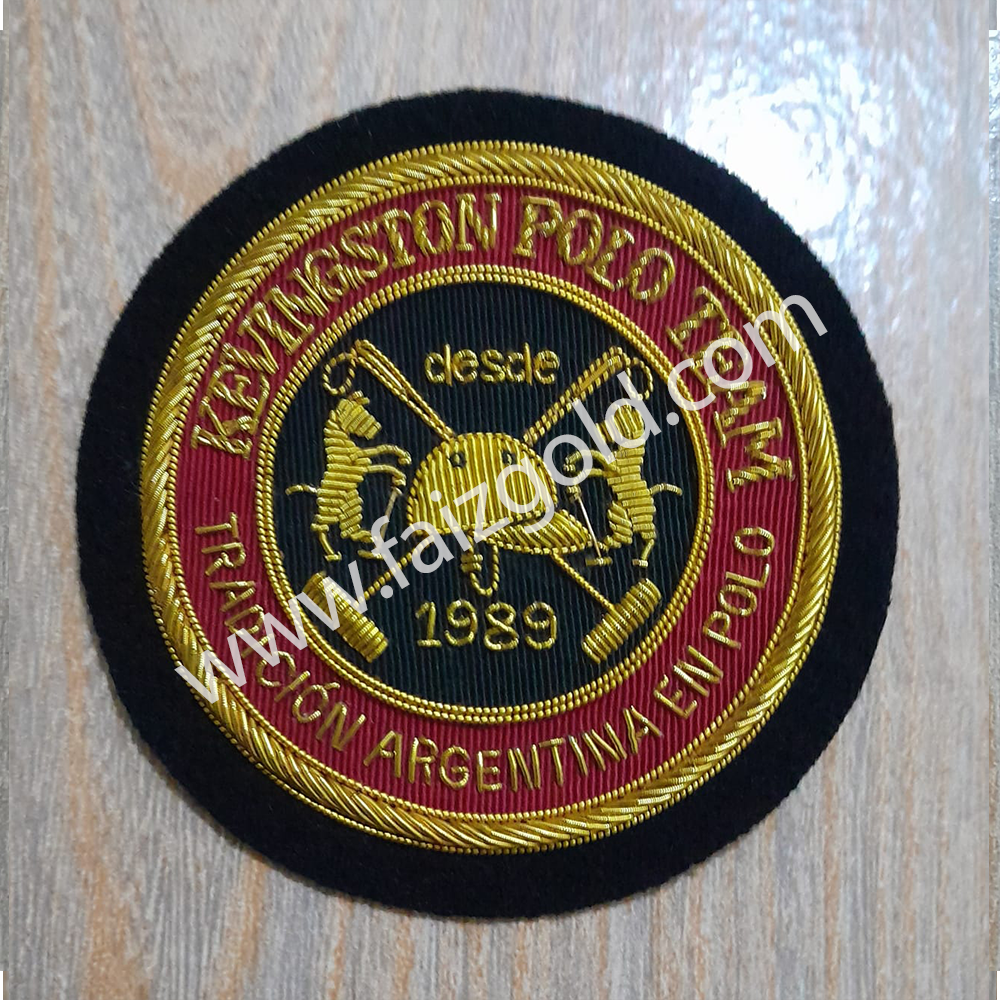 KEVINGSTON POLO TEAM
desde
1989
TRADICIÓN ARGENTINA EN POLO
www.faizgold.com